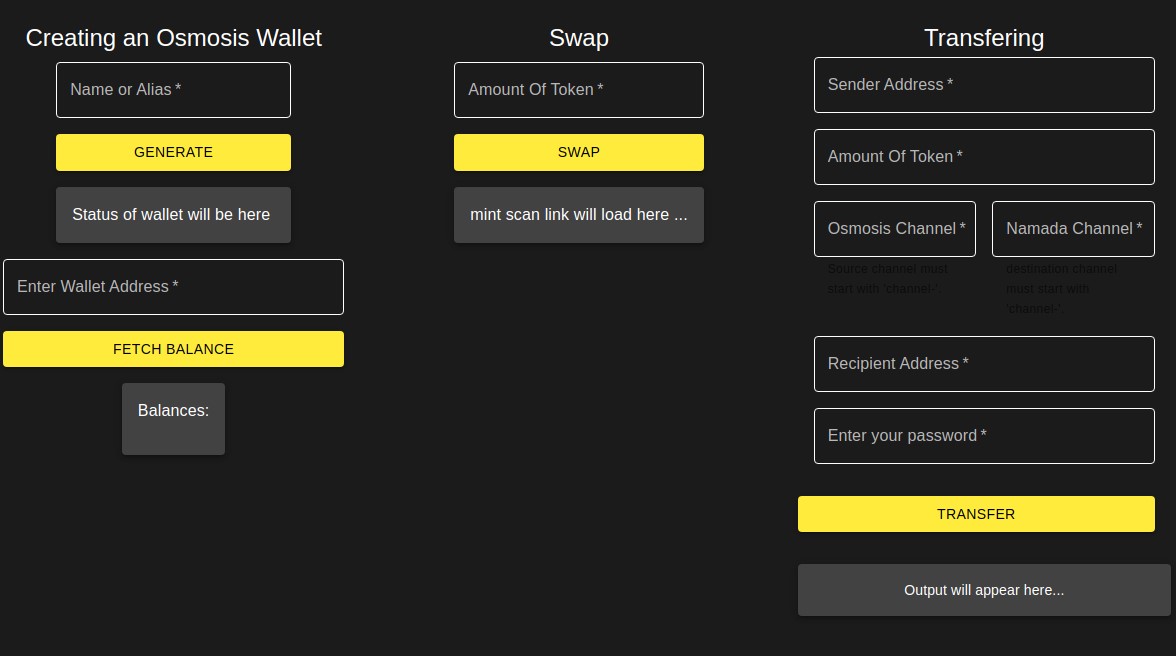 Creating an Osmosis Wallet
Name or Alias *
GENERATE
Status of wallet will be here
Enter Wallet Address *
FETCH BALANCE
Balances:
Swap
Amount Of Token *
SWAP
mint scan link will load here ...
Transfering
Sender Address *
Amount Of Token *
Osmosis Channel *
Source channel must
start with 'channel-'.
Namada Channel *
destination channel
must start with
'channel-'.
Recipient Address *
Enter your password *
TRANSFER
Output will appear here...